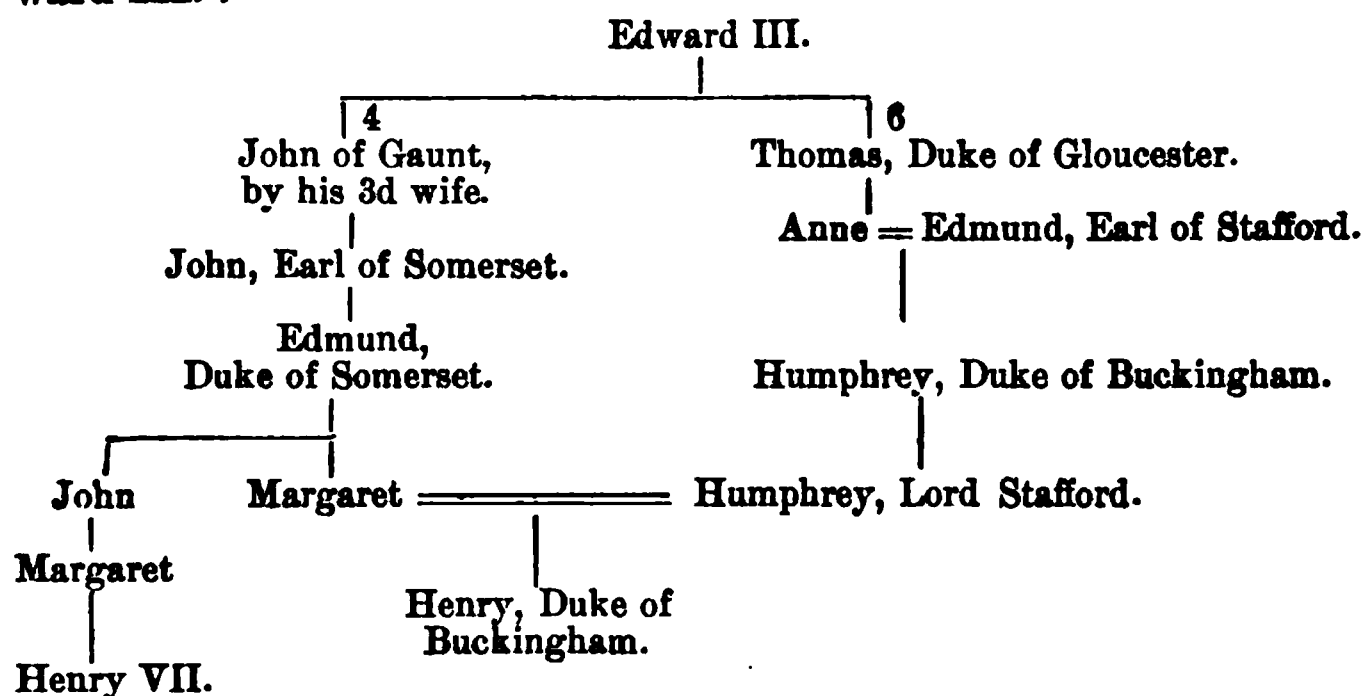 Edward III.
4 6
John of Gaunt, Thomas, Duke of Gloucester.
by his 3d wife.
Anne = Edmund, Earl of Stafford.
John, Earl of Somerset.
Edmund,
Duke of Somerset. Humphrey, Duke of Buckingham.
John Margaret Humphrey, Lord Stafford.
Margaret
Henry, Duke of
Buckingham.
Henry VII.